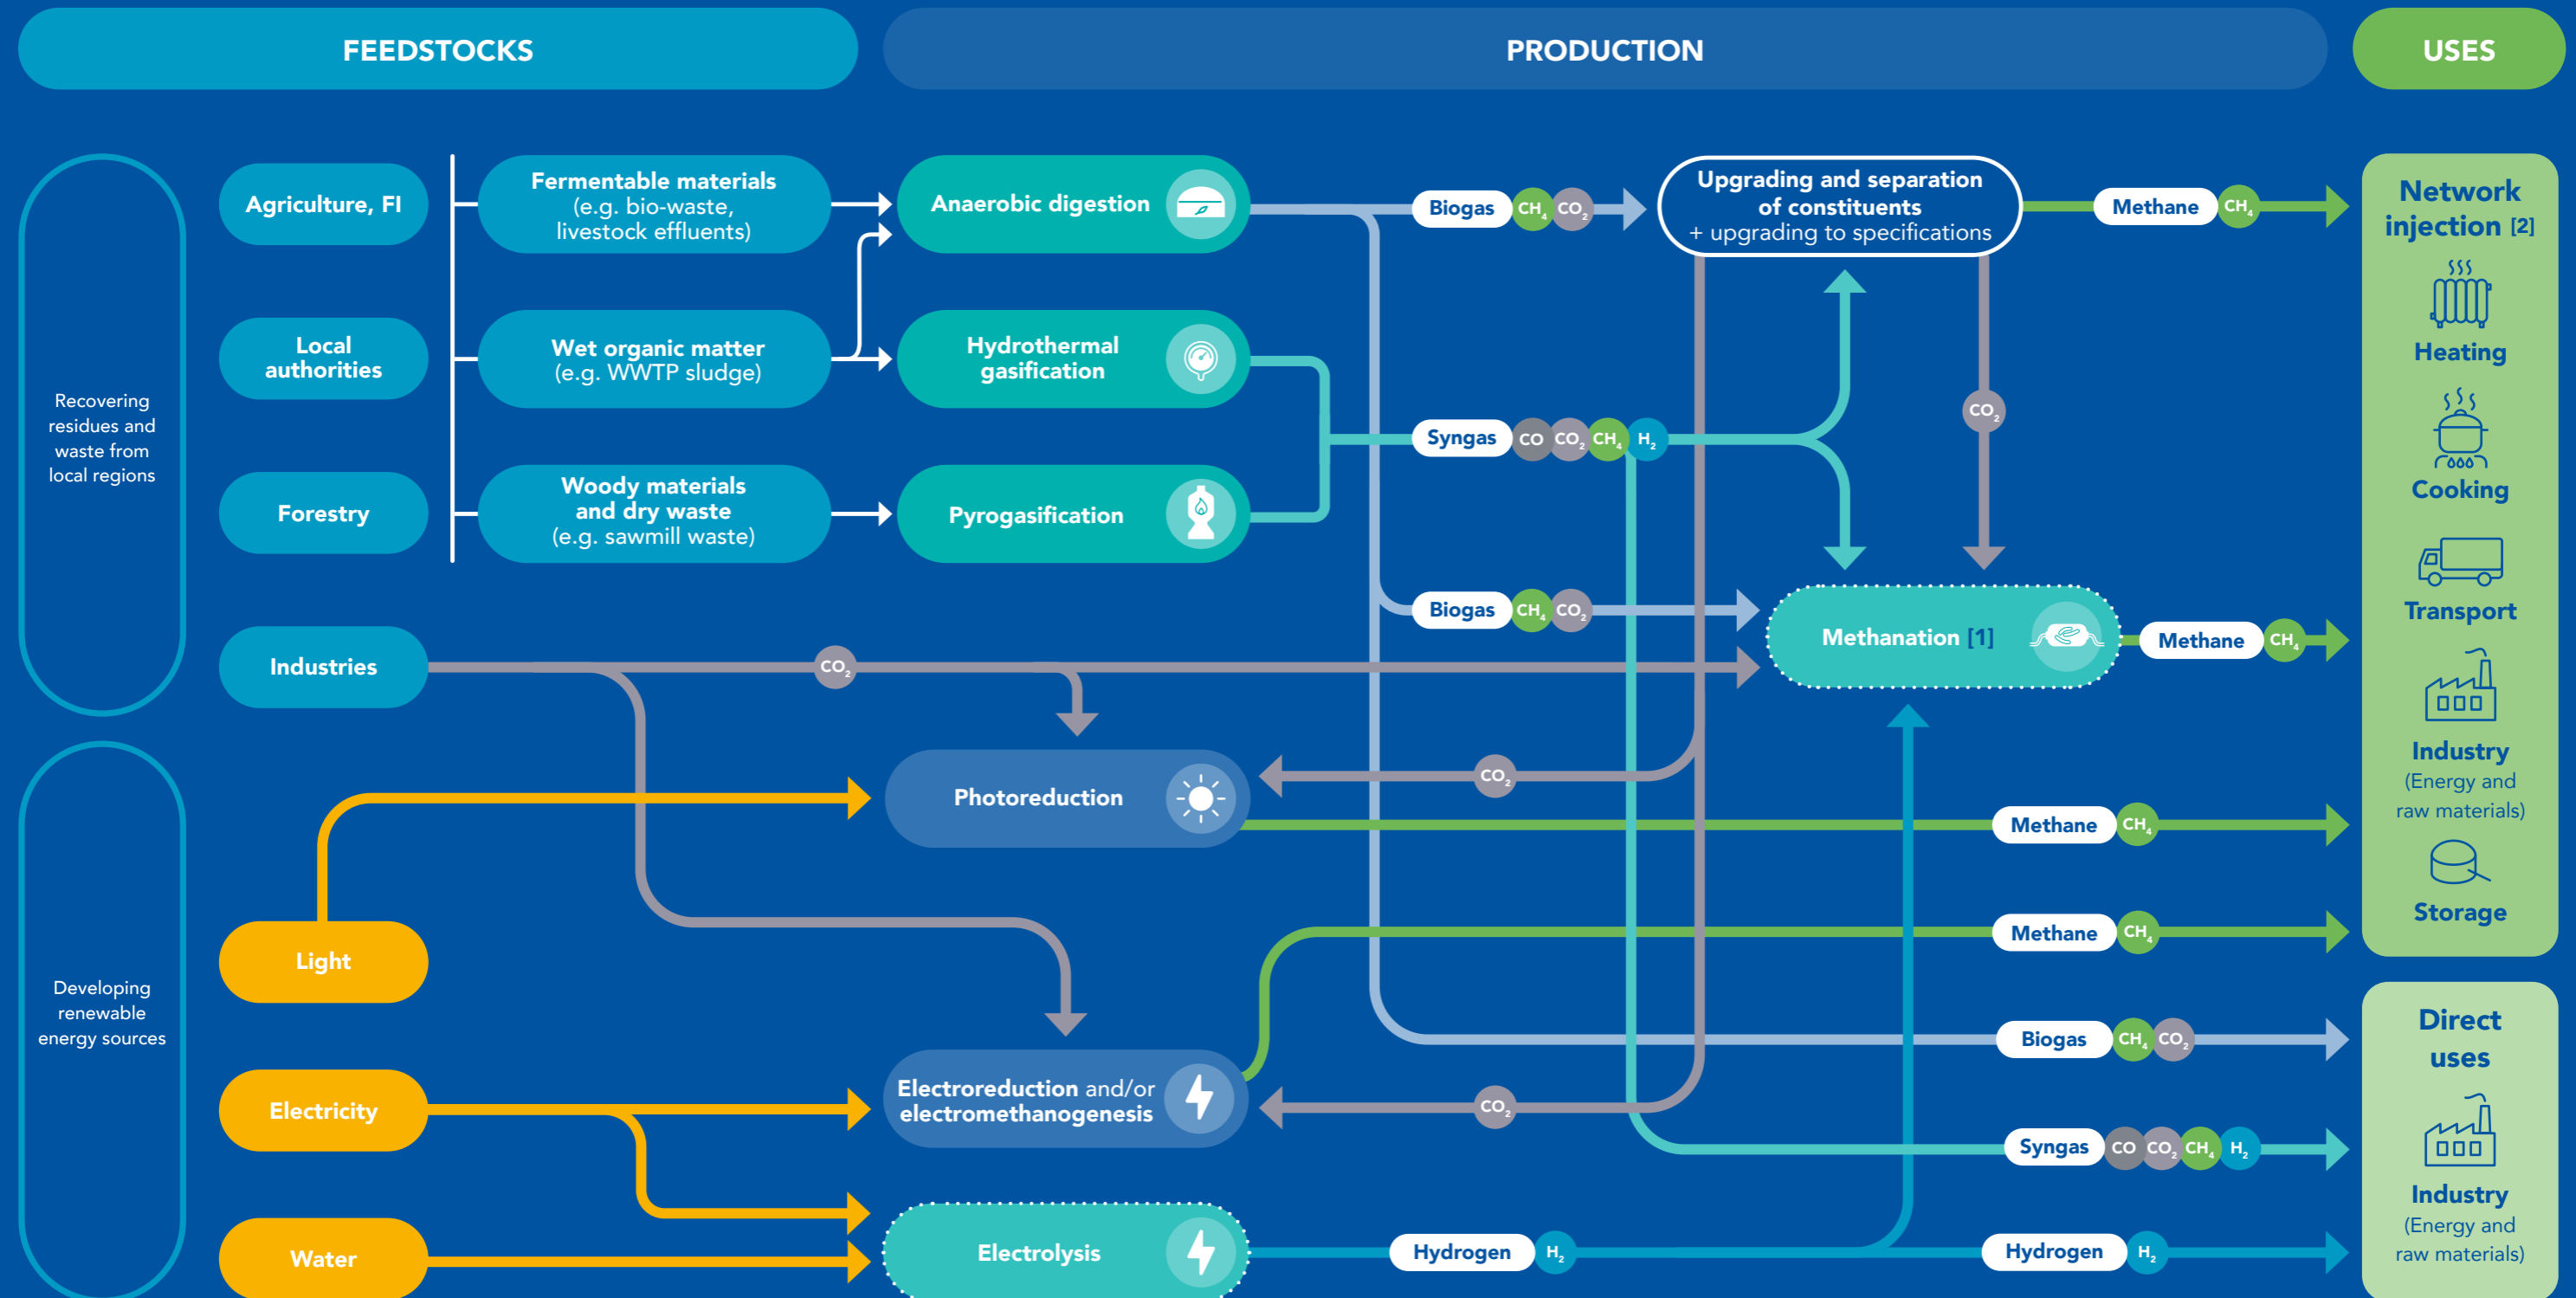 FEEDSTOCKS
PRODUCTION
USES
Recovering
residues and
waste from
local regions
Agriculture, FI
Local
authorities
Forestry
Industries
Fermentable materials
(e.g. bio-waste,
livestock effluents)
Wet organic matter
(e.g. WWTP sludge)
Woody materials
and dry waste
(e.g. sawmill waste)
Anaerobic digestion
Hydrothermal
gasification
Pyrogasification
Biogas CH₄ CO₂
Upgrading and separation
of constituents
+ upgrading to specifications
Methane CH₄
CO₂
Syngas CO CO₂ CH₄ H₂
Biogas CH₄ CO₂
Methanation [1]
Methane CH₄
CO₂
Developing
renewable
energy sources
Light
Electricity
Water
Photoreduction
CO₂
Methane CH₄
Methane CH₄
Electroreduction and/or
electromethanogenesis
CO₂
Biogas CH₄ CO₂
Syngas CO CO₂ CH₄ H₂
Electrolysis
Hydrogen H₂
Hydrogen H₂
Network
injection [2]
Heating
Cooking
Transport
Industry
(Energy and
raw materials)
Storage
Direct
uses
Industry
(Energy and
raw materials)